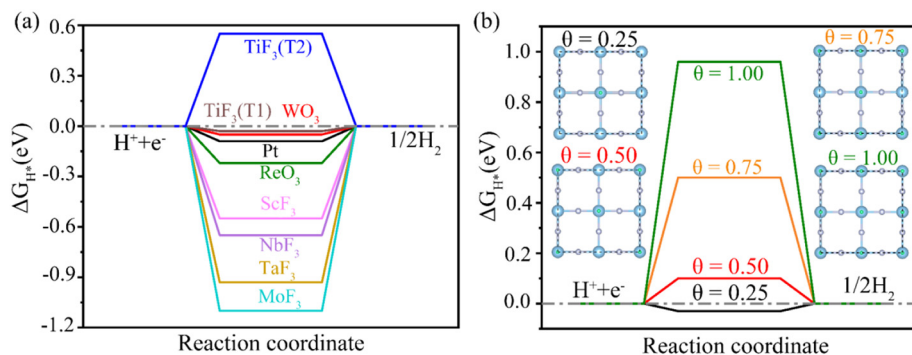 (a)
0.6
0.3
0.0
-0.3
-0.6
-0.9
-1.2
ΔG_H*(eV)
TiF₃(T2)
TiF₃(T1)
WO₃
H⁺+e⁻
1/2H₂
Pt
ReO₃
ScF₃
NbF₃
TaF₃
MoF₃
Reaction coordinate
(b)
1.0
0.8
0.6
0.4
0.2
0.0
ΔG_H*(eV)
θ = 0.25
θ = 0.75
θ = 1.00
θ = 0.50
θ = 0.75
θ = 1.00
θ = 0.50
H⁺+e⁻
θ = 0.25
1/2H₂
Reaction coordinate